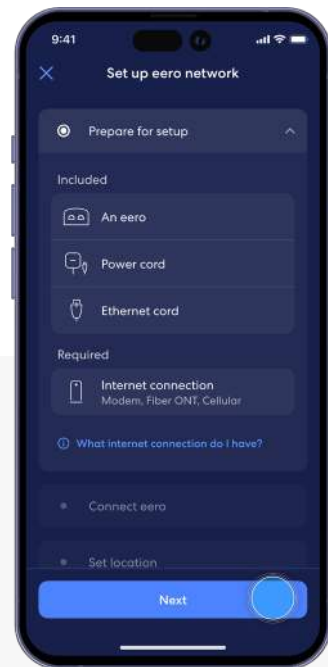 9:41
Set up eero network
Prepare for setup
Included
An eero
Power cord
Ethernet cord
Required
Internet connection
Modem, Fiber ONT, Cellular
What internet connection do I have?
Connect eero
Set location
Next